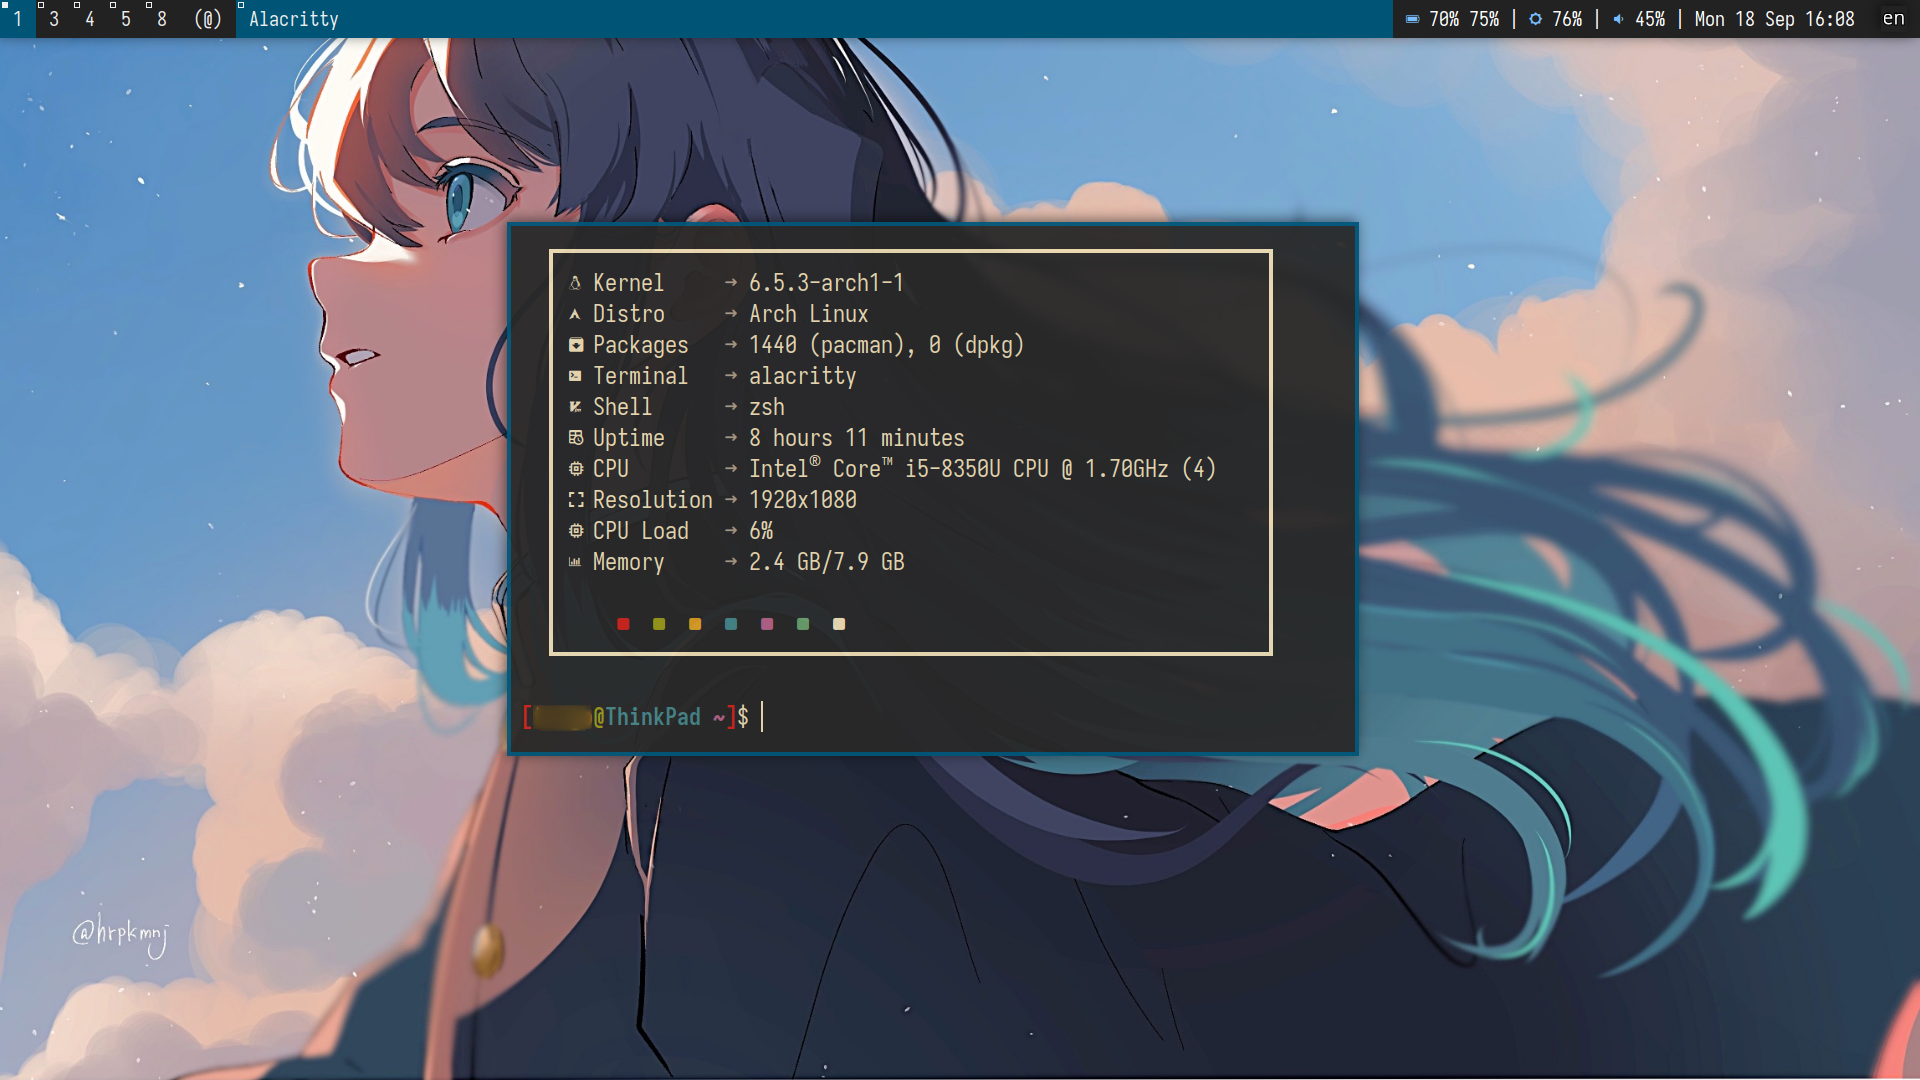 1 3 4 5 8 (@) Alacritty 70% 75% | 76% | 45% | Mon 18 Sep 16:08 en
Kernel → 6.5.3-arch1-1
Distro → Arch Linux
Packages → 1440 (pacman), 0 (dpkg)
Terminal → alacritty
Shell → zsh
Uptime → 8 hours 11 minutes
CPU → Intel® Core™ i5-8350U CPU @ 1.70GHz (4)
Resolution → 1920x1080
CPU Load → 6%
Memory → 2.4 GB/7.9 GB
[@ThinkPad ~]$
@hrpkmnj